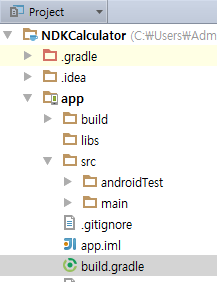 Project
NDKCalculator (C:₩Users₩Adm
.gradle
.idea
app
build
libs
src
androidTest
main
.gitignore
app.iml
build.gradle